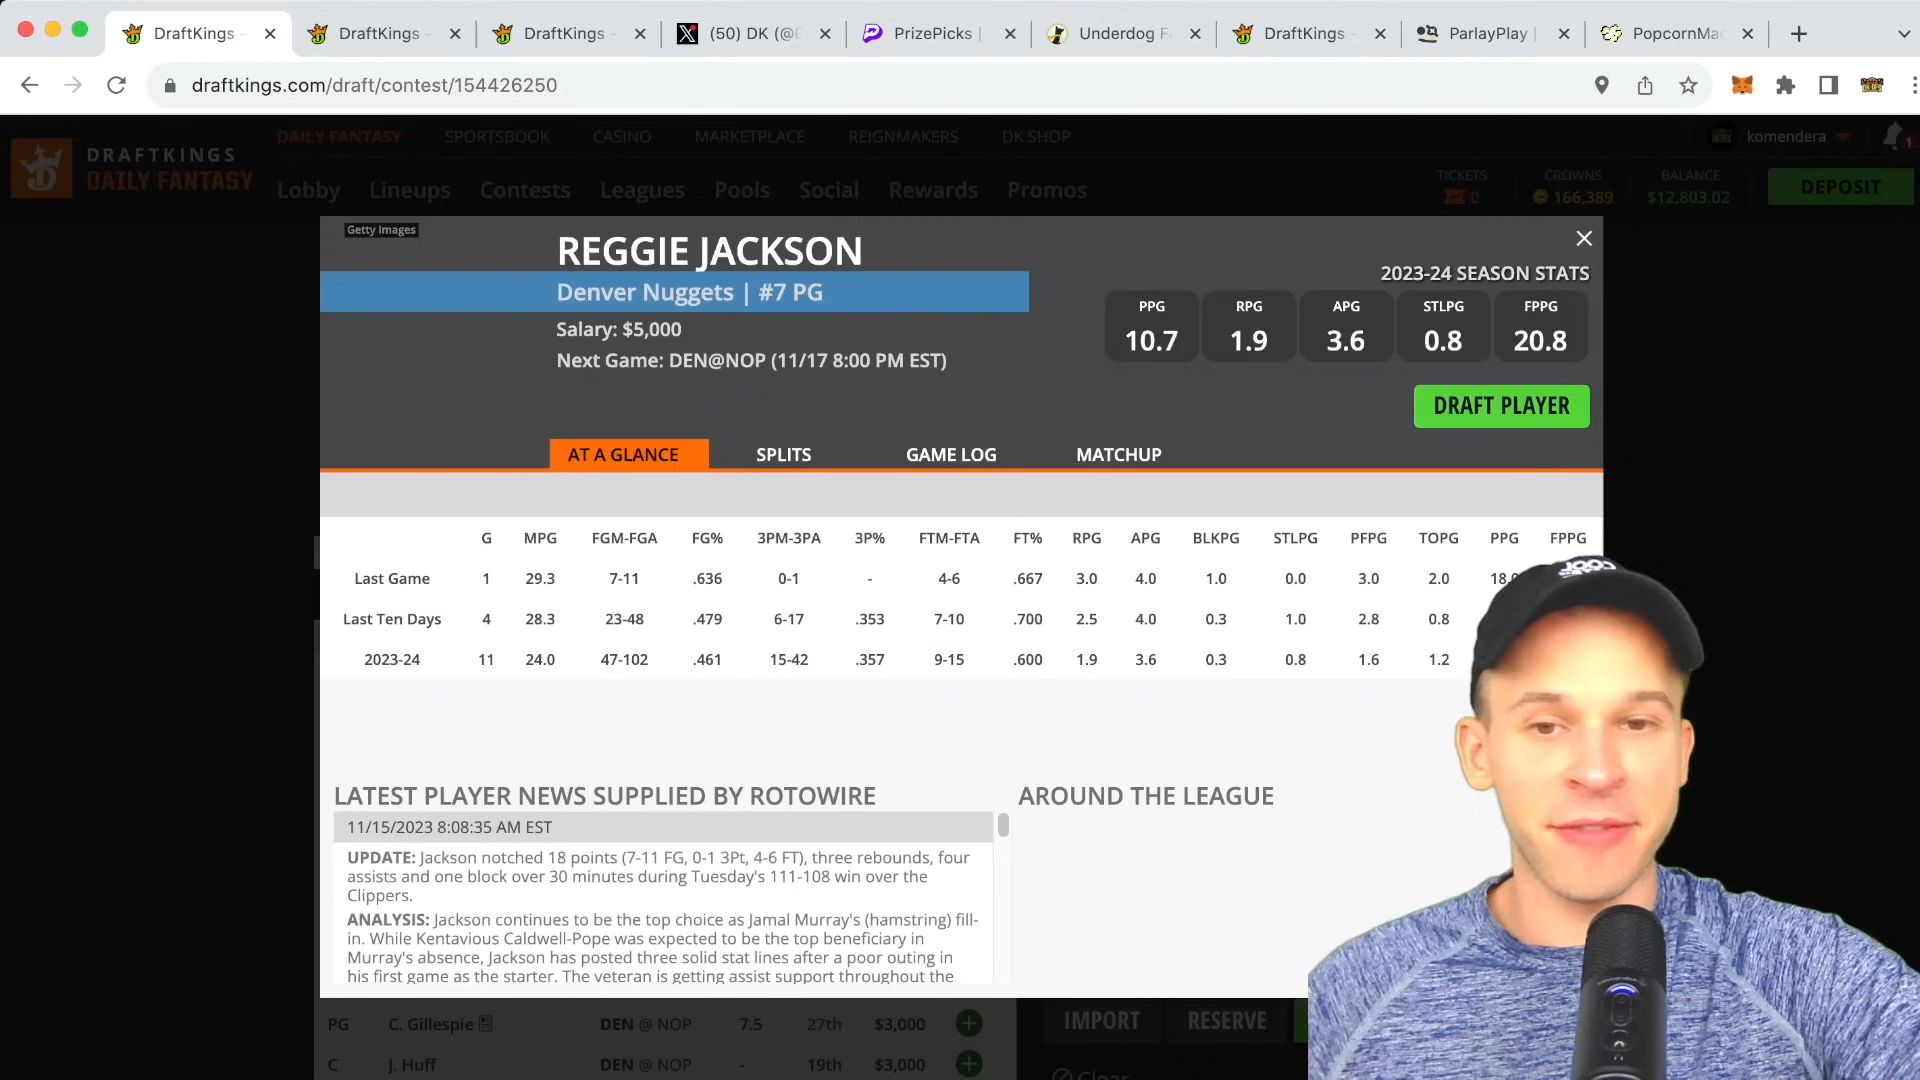 DraftKings -
DraftKings -
DraftKings -
(50) DK (@D
PrizePicks |
Underdog F
DraftKings -
ParlayPlay |
PopcornMac
draftkings.com/draft/contest/154426250
DRAFTKINGS
DAILY FANTASY
DAILY FANTASY
SPORTSBOOK
CASINO
MARKETPLACE
REIGNMAKERS
DK SHOP
komendera
1
Lobby
Lineups
Contests
Leagues
Pools
Social
Rewards
Promos
TICKETS
0
CROWNS
166,389
BALANCE
$12,803.02
DEPOSIT
Getty Images
REGGIE JACKSON
Denver Nuggets | #7 PG
Salary: $5,000
Next Game: DEN@NOP (11/17 8:00 PM EST)
2023-24 SEASON STATS
PPG RPG APG STLPG FPPG
10.7 1.9 3.6 0.8 20.8
DRAFT PLAYER
AT A GLANCE SPLITS GAME LOG MATCHUP
G MPG FGM-FGA FG% 3PM-3PA 3P% FTM-FTA FT% RPG APG BLKPG STLPG PFPG TOPG PPG FPPG
Last Game 1 29.3 7-11 .636 0-1 - 4-6 .667 3.0 4.0 1.0 0.0 3.0 2.0 18.0
Last Ten Days 4 28.3 23-48 .479 6-17 .353 7-10 .700 2.5 4.0 0.3 1.0 2.8 0.8
2023-24 11 24.0 47-102 .461 15-42 .357 9-15 .600 1.9 3.6 0.3 0.8 1.6 1.2
LATEST PLAYER NEWS SUPPLIED BY ROTOWIRE
AROUND THE LEAGUE
11/15/2023 8:08:35 AM EST
UPDATE: Jackson notched 18 points (7-11 FG, 0-1 3Pt, 4-6 FT), three rebounds, four
assists and one block over 30 minutes during Tuesday's 111-108 win over the
Clippers.
ANALYSIS: Jackson continues to be the top choice as Jamal Murray's (hamstring) fill-
in. While Kentavious Caldwell-Pope was expected to be the top beneficiary in
Murray's absence, Jackson has posted three solid stat lines after a poor outing in
his first game as the starter. The veteran is getting assist support throughout the
PG C. Gillespie DEN @ NOP 7.5 27th $3,000
C J. Huff DEN @ NOP - 19th $3,000
IMPORT
RESERVE
Clear